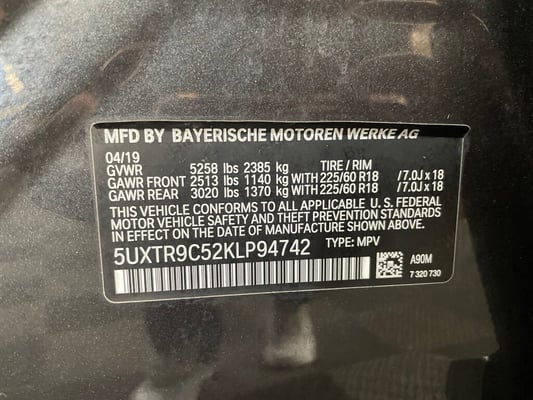 MFD BY BAYERISCHE MOTOREN WERKE AG
04/19
GVWR 5258 lbs 2385 kg TIRE / RIM
GAWR FRONT 2513 lbs 1140 kg WITH 225/60 R18 /7.0J x 18
GAWR REAR 3020 lbs 1370 kg WITH 225/60 R18 /7.0J x 18
THIS VEHICLE CONFORMS TO ALL APPLICABLE U. S. FEDERAL
MOTOR VEHICLE SAFETY AND THEFT PREVENTION STANDARDS
IN EFFECT ON THE DATE OF MANUFACTURE SHOWN ABOVE.
5UXTR9C52KLP94742 TYPE: MPV
A90M
7 320 730